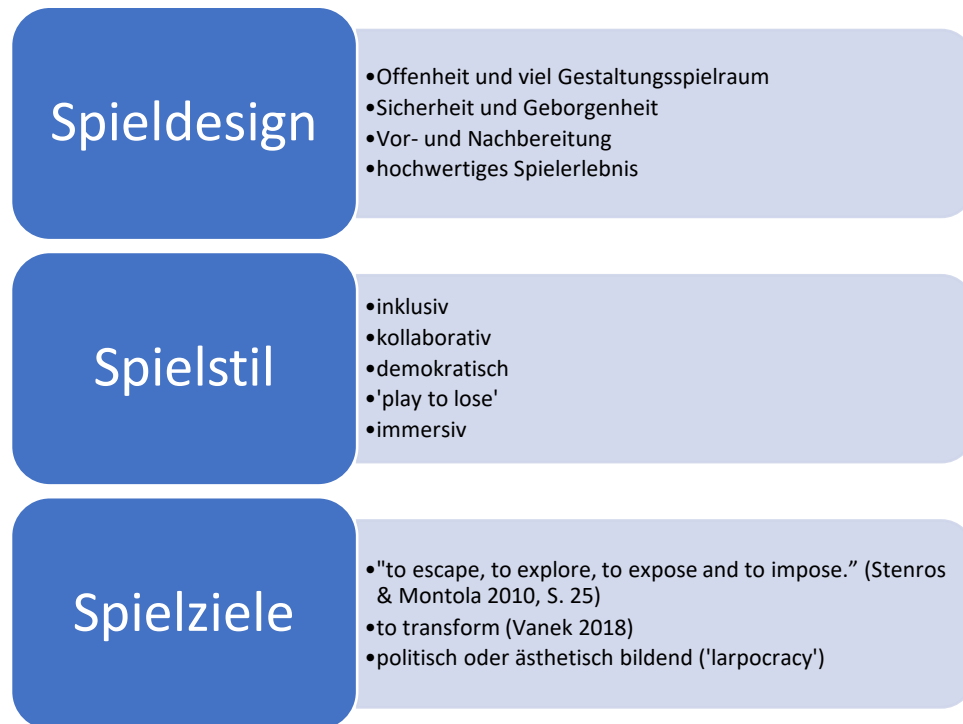 Spieldesign
•Offenheit und viel Gestaltungsspielraum
•Sicherheit und Geborgenheit
•Vor- und Nachbereitung
•hochwertiges Spielerlebnis
Spielstil
•inklusiv
•kollaborativ
•demokratisch
•'play to lose'
•immersiv
Spielziele
•"to escape, to explore, to expose and to impose.” (Stenros
& Montola 2010, S. 25)
•to transform (Vanek 2018)
•politisch oder ästhetisch bildend ('larpocracy')